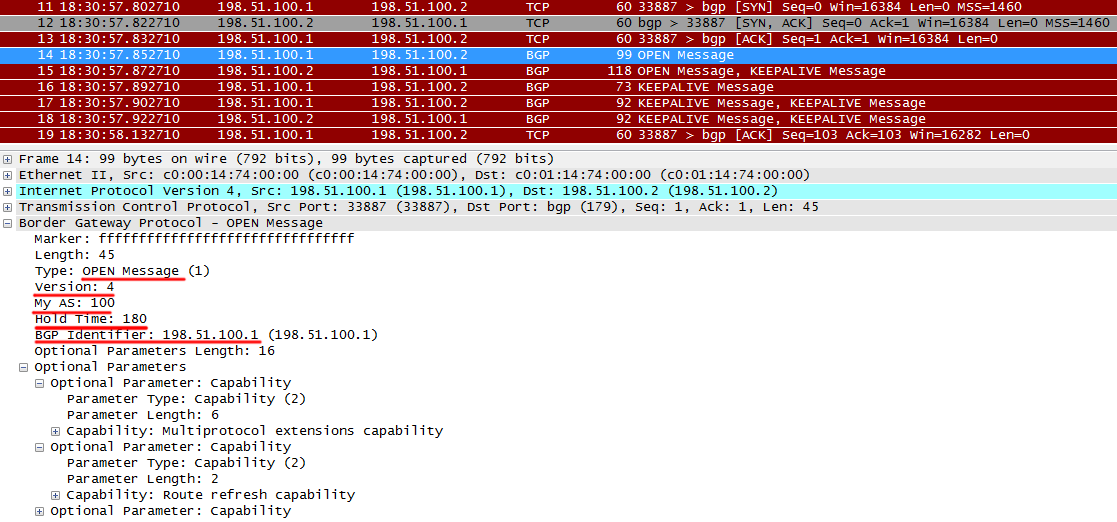 11 18:30:57.802710 198.51.100.1 198.51.100.2 TCP 60 33887 > bgp [SYN] Seq=0 Win=16384 Len=0 MSS=1460
12 18:30:57.822710 198.51.100.2 198.51.100.1 TCP 60 bgp > 33887 [SYN, ACK] Seq=0 Ack=1 Win=16384 Len=0 MSS=1460
13 18:30:57.832710 198.51.100.1 198.51.100.2 TCP 60 33887 > bgp [ACK] Seq=1 Ack=1 Win=16384 Len=0
14 18:30:57.852710 198.51.100.1 198.51.100.2 BGP 99 OPEN Message
15 18:30:57.872710 198.51.100.2 198.51.100.1 BGP 118 OPEN Message, KEEPALIVE Message
16 18:30:57.892710 198.51.100.1 198.51.100.2 BGP 73 KEEPALIVE Message
17 18:30:57.902710 198.51.100.1 198.51.100.2 BGP 92 KEEPALIVE Message, KEEPALIVE Message
18 18:30:57.922710 198.51.100.2 198.51.100.1 BGP 92 KEEPALIVE Message, KEEPALIVE Message
19 18:30:58.132710 198.51.100.1 198.51.100.2 TCP 60 33887 > bgp [ACK] Seq=103 Ack=103 Win=16282 Len=0
Frame 14: 99 bytes on wire (792 bits), 99 bytes captured (792 bits)
Ethernet II, Src: c0:00:14:74:00:00 (c0:00:14:74:00:00), Dst: c0:01:14:74:00:00 (c0:01:14:74:00:00)
Internet Protocol Version 4, Src: 198.51.100.1 (198.51.100.1), Dst: 198.51.100.2 (198.51.100.2)
Transmission Control Protocol, Src Port: 33887 (33887), Dst Port: bgp (179), Seq: 1, Ack: 1, Len: 45
Border Gateway Protocol - OPEN Message
Marker: ffffffffffffffffffffffffffffffff
Length: 45
Type: OPEN Message (1)
Version: 4
My AS: 100
Hold Time: 180
BGP Identifier: 198.51.100.1 (198.51.100.1)
Optional Parameters Length: 16
Optional Parameters
Optional Parameter: Capability
Parameter Type: Capability (2)
Parameter Length: 6
Capability: Multiprotocol extensions capability
Optional Parameter: Capability
Parameter Type: Capability (2)
Parameter Length: 2
Capability: Route refresh capability
Optional Parameter: Capability